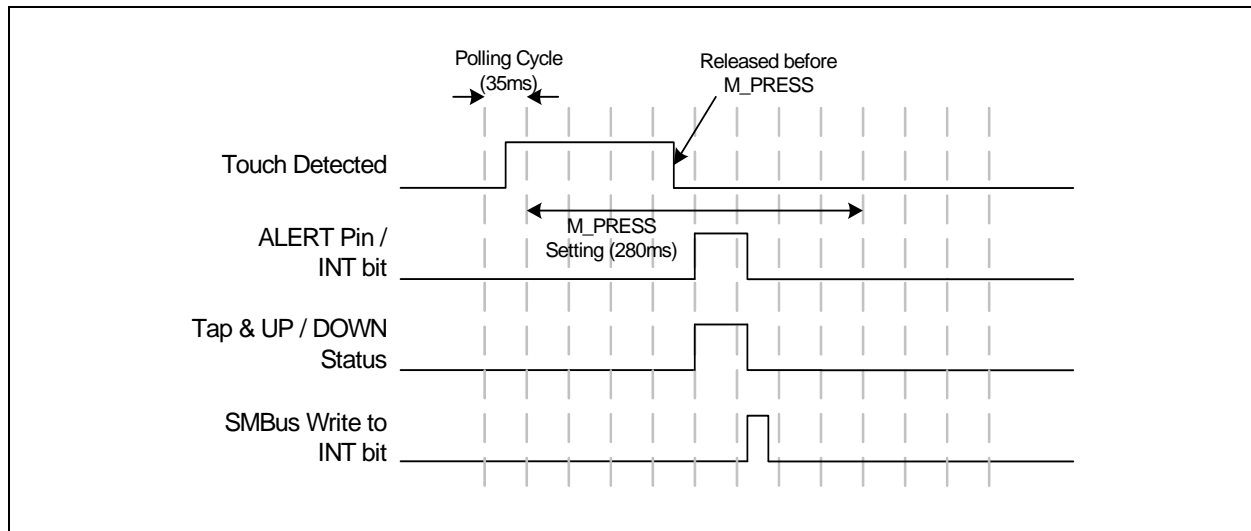 Polling Cycle
(35ms)
Released before
M_PRESS
Touch Detected
M_PRESS
Setting (280ms)
ALERT Pin /
INT bit
Tap & UP / DOWN
Status
SMBus Write to
INT bit